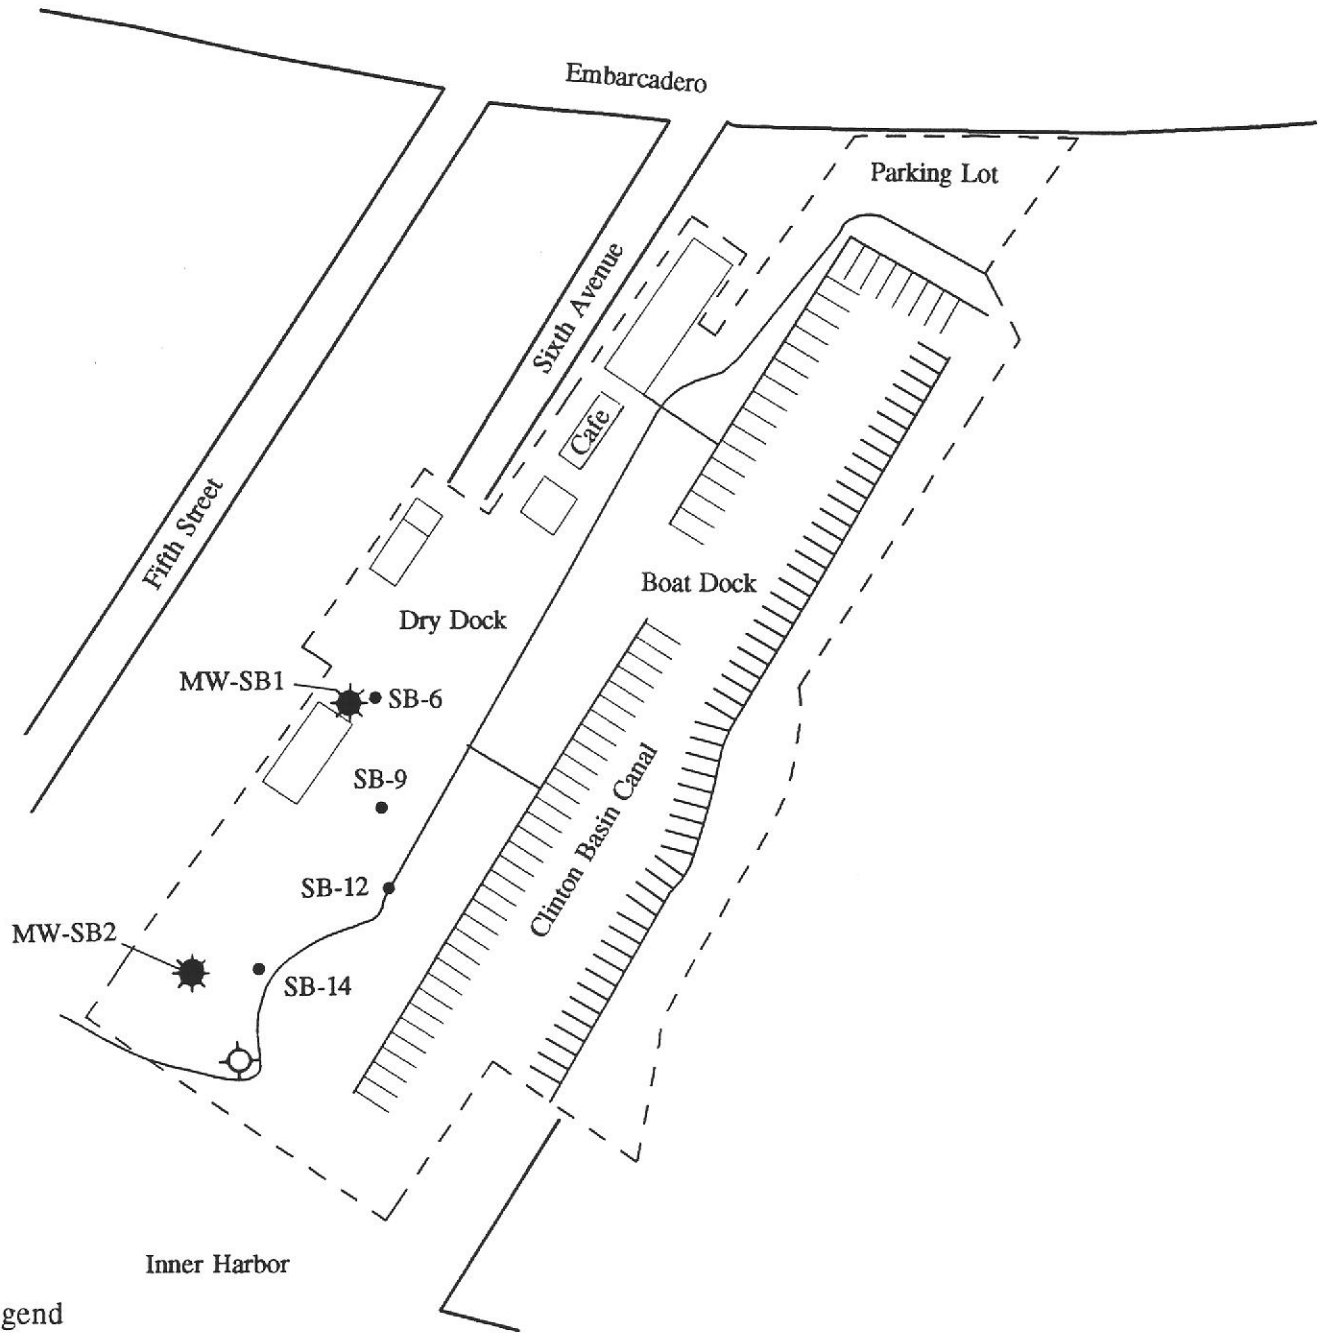 Embarcadero
Parking Lot
Sixth Avenue
Cafe
Fifth Street
Boat Dock
Dry Dock
MW-SB1
SB-6
SB-9
Clinton Basin Canal
SB-12
MW-SB2
SB-14
Inner Harbor
gend